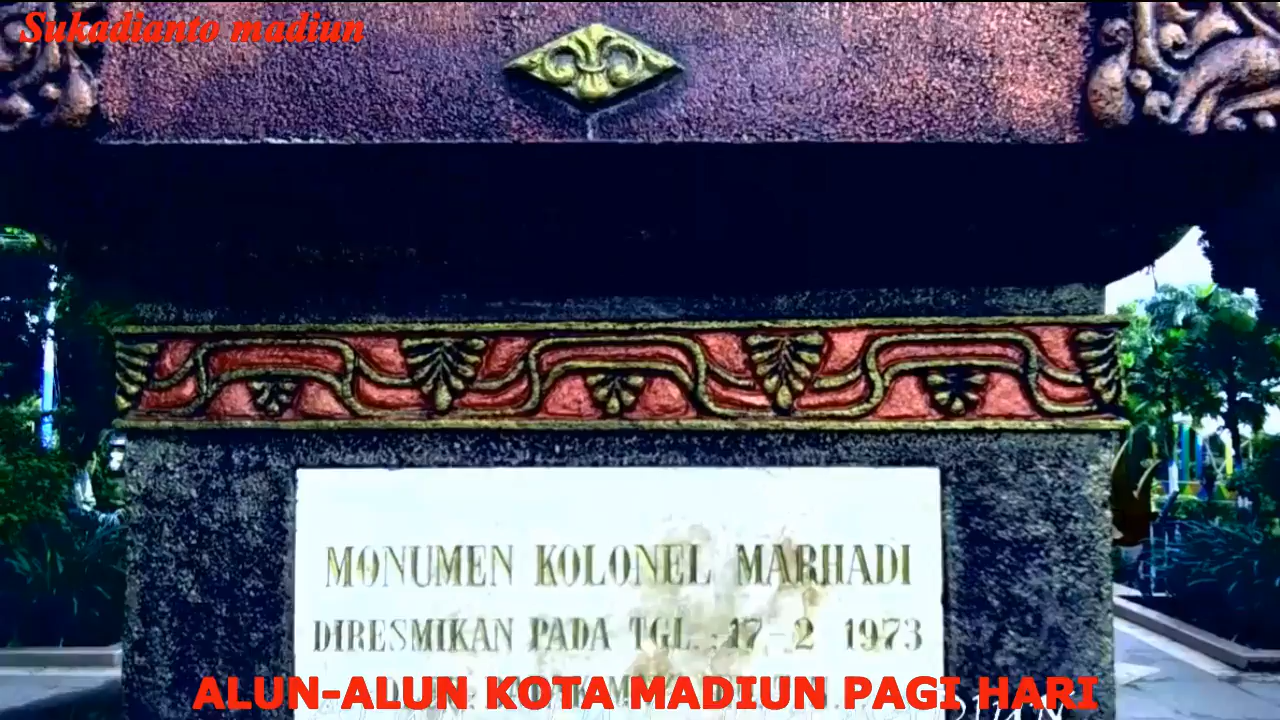 Sukadianto madiun
MONUMEN KOLONEL MARHADI
DIRESMIKAN PADA TGL. : 17-2 1973
ALUN-ALUN KOTA MADIUN PAGI HARI